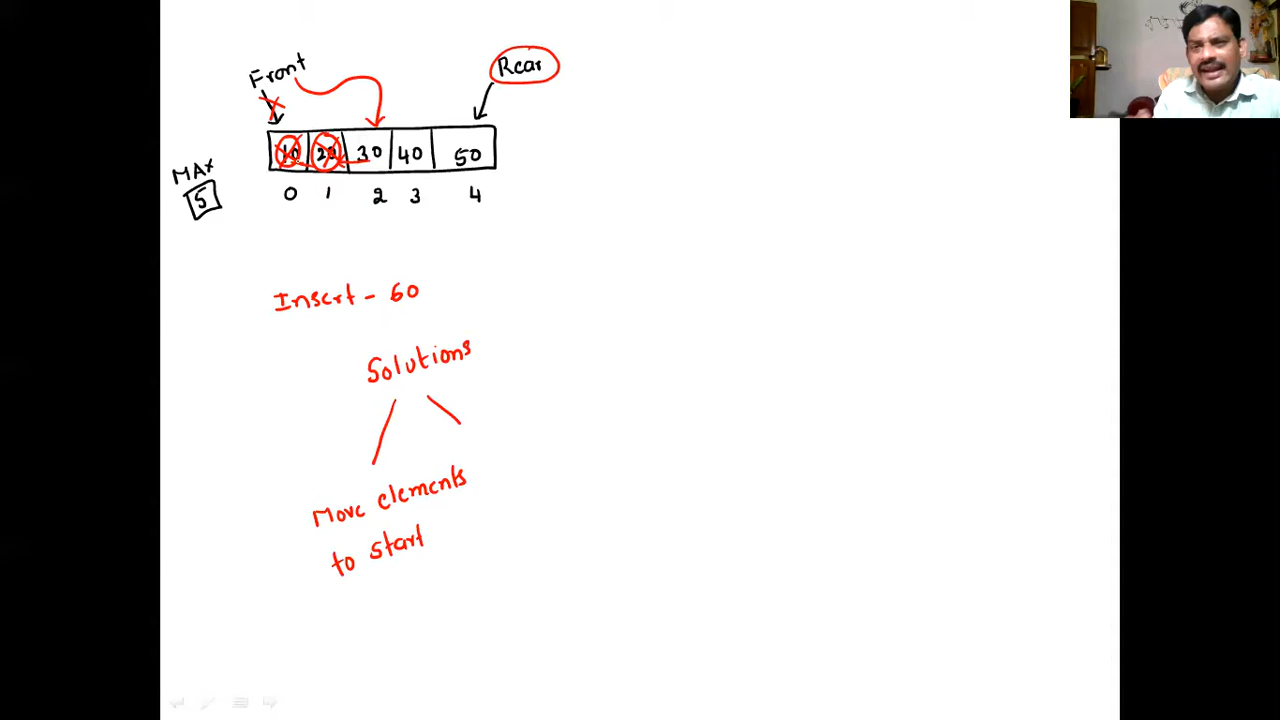 Front
Rear
10 20 30 40 50
MAX
5
0 1 2 3 4
Insert - 60
Solutions
Move elements
to start